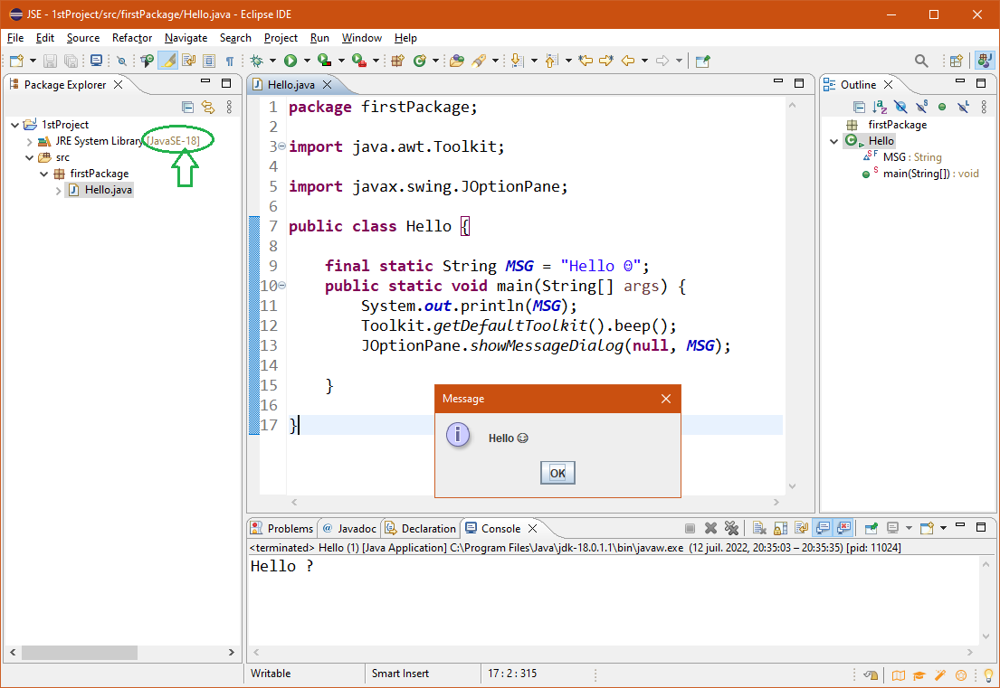 JSE - 1stProject/src/firstPackage/Hello.java - Eclipse IDE
File Edit Source Refactor Navigate Search Project Run Window Help
Package Explorer
1stProject
JRE System Library [JavaSE-18]
src
firstPackage
Hello.java
Hello.java
1 package firstPackage;
2
3 import java.awt.Toolkit;
4
5 import javax.swing.JOptionPane;
6
7 public class Hello {
8
9 final static String MSG = "Hello ☺";
10 public static void main(String[] args) {
11 System.out.println(MSG);
12 Toolkit.getDefaultToolkit().beep();
13 JOptionPane.showMessageDialog(null, MSG);
14
15 }
16
17 }
Message
Hello ☺
OK
Outline
firstPackage
Hello
MSG : String
main(String[]) : void
Problems Javadoc Declaration Console
<terminated> Hello (1) [Java Application] C:\Program Files\Java\jdk-18.0.1.1\bin\javaw.exe (12 juil. 2022, 20:35:03 – 20:35:35) [pid: 11024]
Hello ?
Writable Smart Insert 17 : 2 : 315